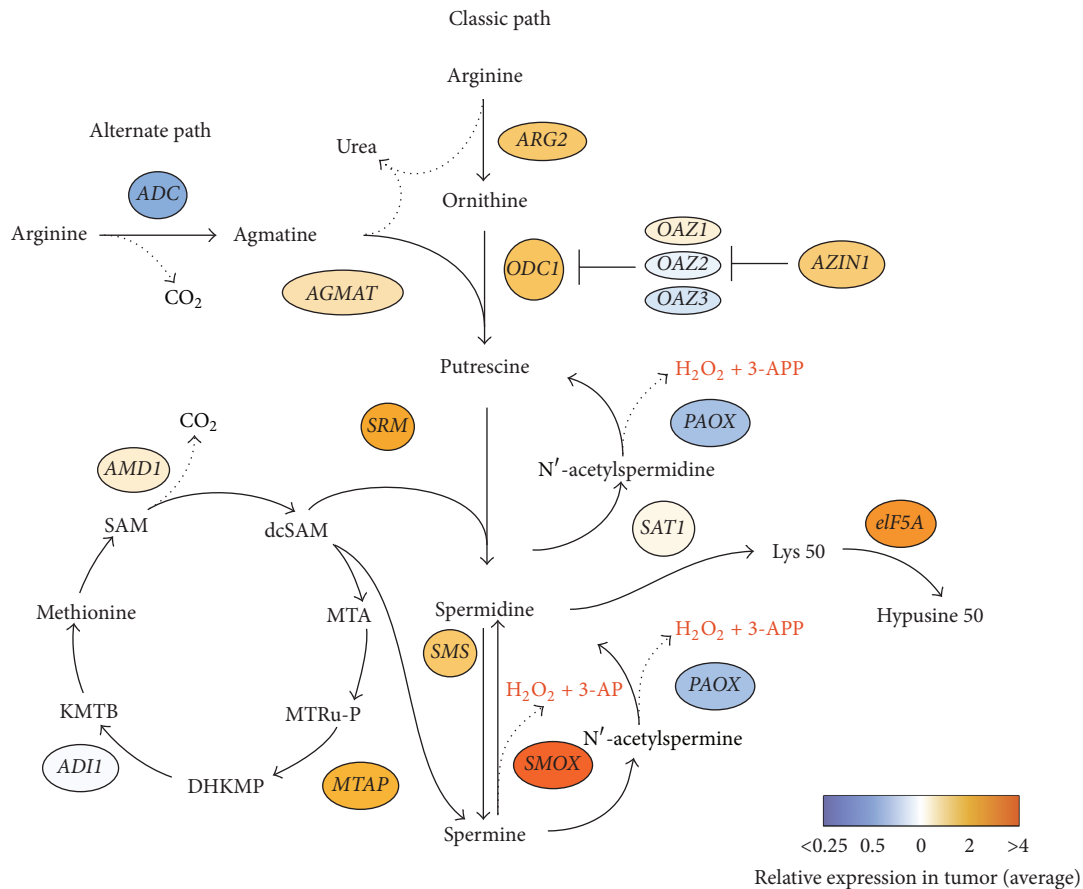 Classic path
Arginine
Alternate path
Urea
ARG2
ADC
Ornithine
Arginine
Agmatine
OAZ1
ODC1
OAZ2
AZIN1
CO₂
AGMAT
OAZ3
Putrescine
H₂O₂ + 3-APP
CO₂
SRM
PAOX
AMD1
N′-acetylspermidine
SAM
dcSAM
SAT1
elF5A
Lys 50
Methionine
MTA
Spermidine
Hypusine 50
H₂O₂ + 3-APP
SMS
H₂O₂ + 3-AP
PAOX
KMTB
MTRu-P
N′-acetylspermine
ADI1
DHKMP
MTAP
SMOX
Spermine
<0.25 0.5 0 2 >4
Relative expression in tumor (average)